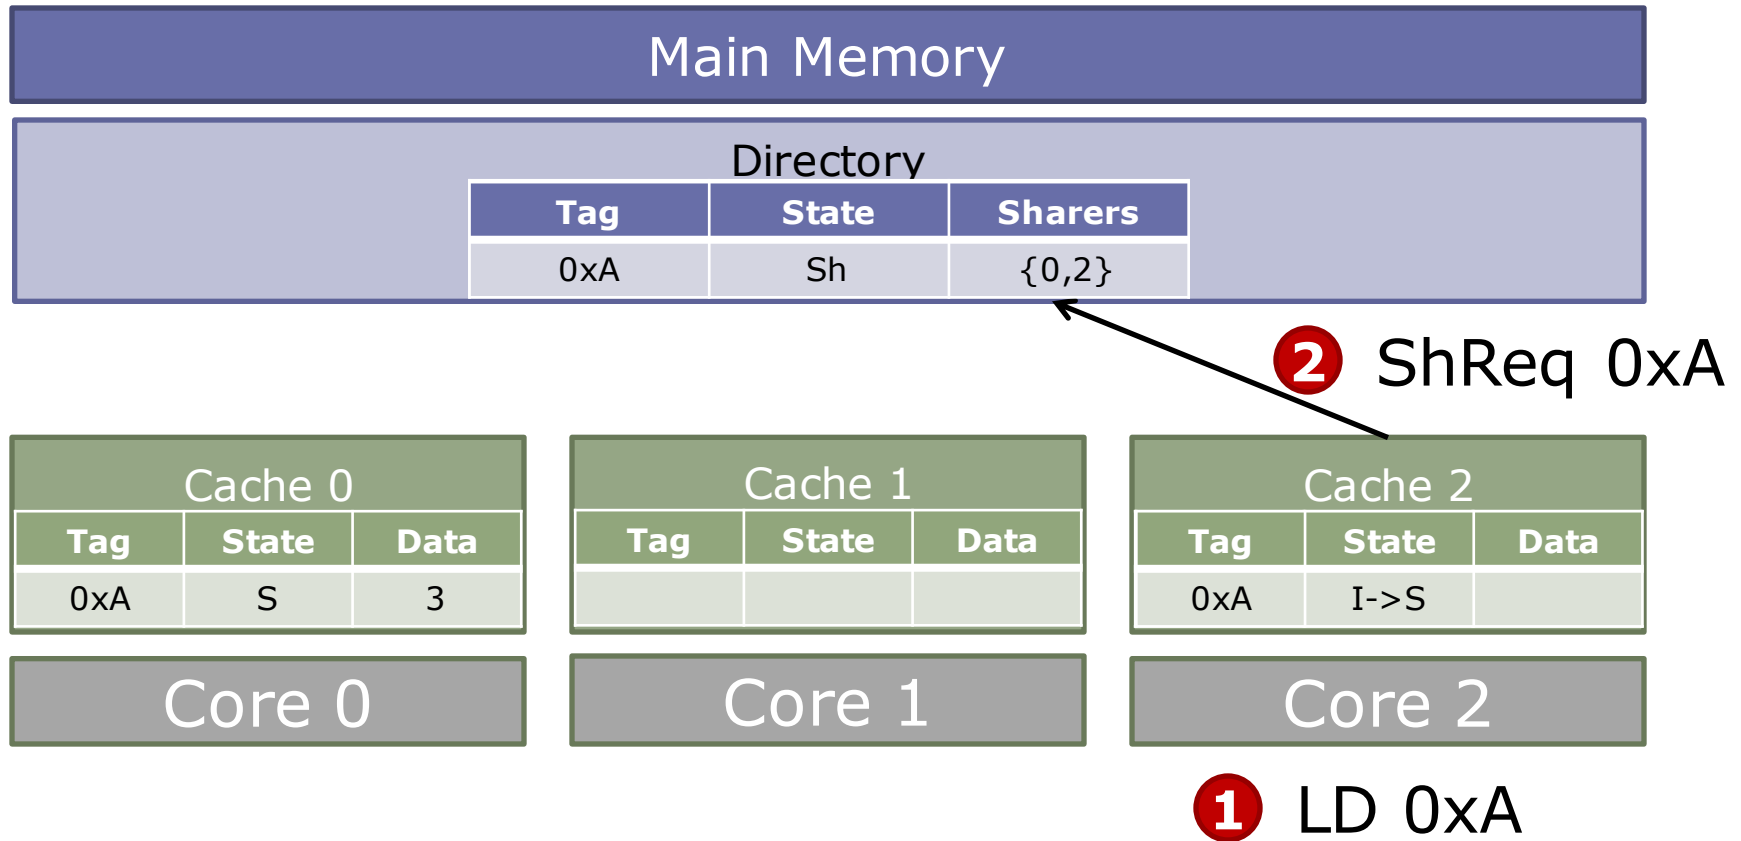 Main Memory
Directory
Tag State Sharers
0xA Sh {0,2}
2 ShReq 0xA
Cache 0
Tag State Data
0xA S 3
Core 0
Cache 1
Tag State Data
Core 1
Cache 2
Tag State Data
0xA I->S
Core 2
1 LD 0xA